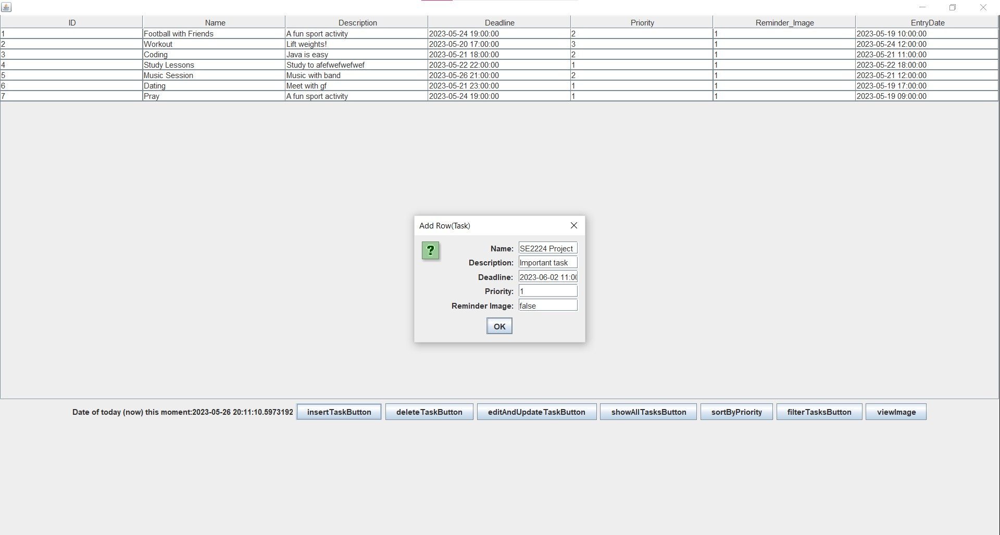 ID Name Description Deadline Priority Reminder_Image EntryDate
1 Football with Friends A fun sport activity 2023-05-24 19:00:00 2 1 2023-05-19 10:00:00
2 Workout Lift weights! 2023-05-20 17:00:00 3 1 2023-05-24 12:00:00
3 Coding Java is easy 2023-05-21 18:00:00 2 1 2023-05-21 11:00:00
4 Study Lessons Study to afefwefwefwef 2023-05-22 22:00:00 1 1 2023-05-22 18:00:00
5 Music Session Music with band 2023-05-26 21:00:00 2 1 2023-05-21 12:00:00
6 Dating Meet with gf 2023-05-21 23:00:00 1 1 2023-05-19 17:00:00
7 Pray A fun sport activity 2023-05-24 19:00:00 1 1 2023-05-19 09:00:00
Add Row(Task)
?
Name: SE2224 Project
Description: Important task
Deadline: 2023-06-02 11:0
Priority: 1
Reminder Image: false
OK
Date of today (now) this moment:2023-05-26 20:11:10.5973192 insertTaskButton deleteTaskButton editAndUpdateTaskButton showAllTasksButton sortByPriority filterTasksButton viewImage